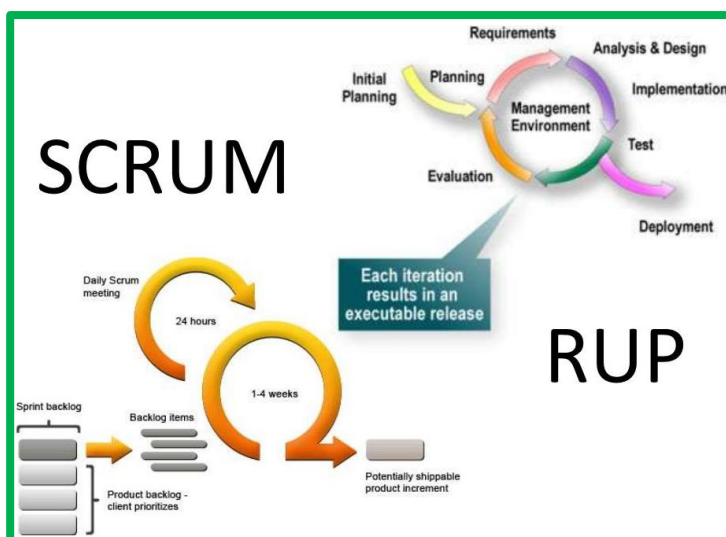 Requirements
Analysis & Design
Planning
Initial
Planning
Implementation
Management
Environment
Test
Evaluation
Deployment
Each iteration
results in an
executable release
SCRUM
RUP
Daily Scrum
meeting
24 hours
1-4 weeks
Sprint backlog
Backlog items
Product backlog -
client prioritizes
Potentially shippable
product increment